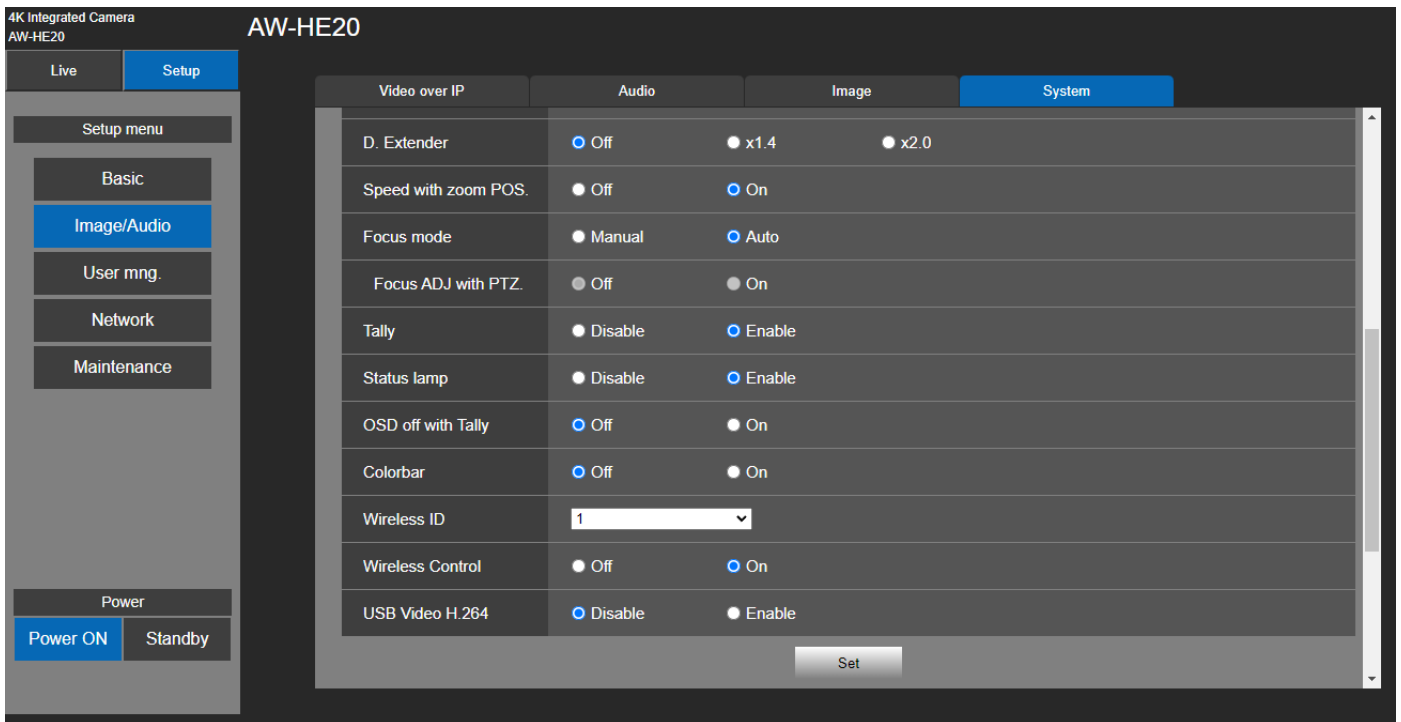 4K Integrated Camera
AW-HE20
AW-HE20
Live Setup
Video over IP Audio Image System
Setup menu
Basic
Image/Audio
User mng.
Network
Maintenance
Power
Power ON Standby
D. Extender Off x1.4 x2.0
Speed with zoom POS. Off On
Focus mode Manual Auto
Focus ADJ with PTZ. Off On
Tally Disable Enable
Status lamp Disable Enable
OSD off with Tally Off On
Colorbar Off On
Wireless ID 1
Wireless Control Off On
USB Video H.264 Disable Enable
Set